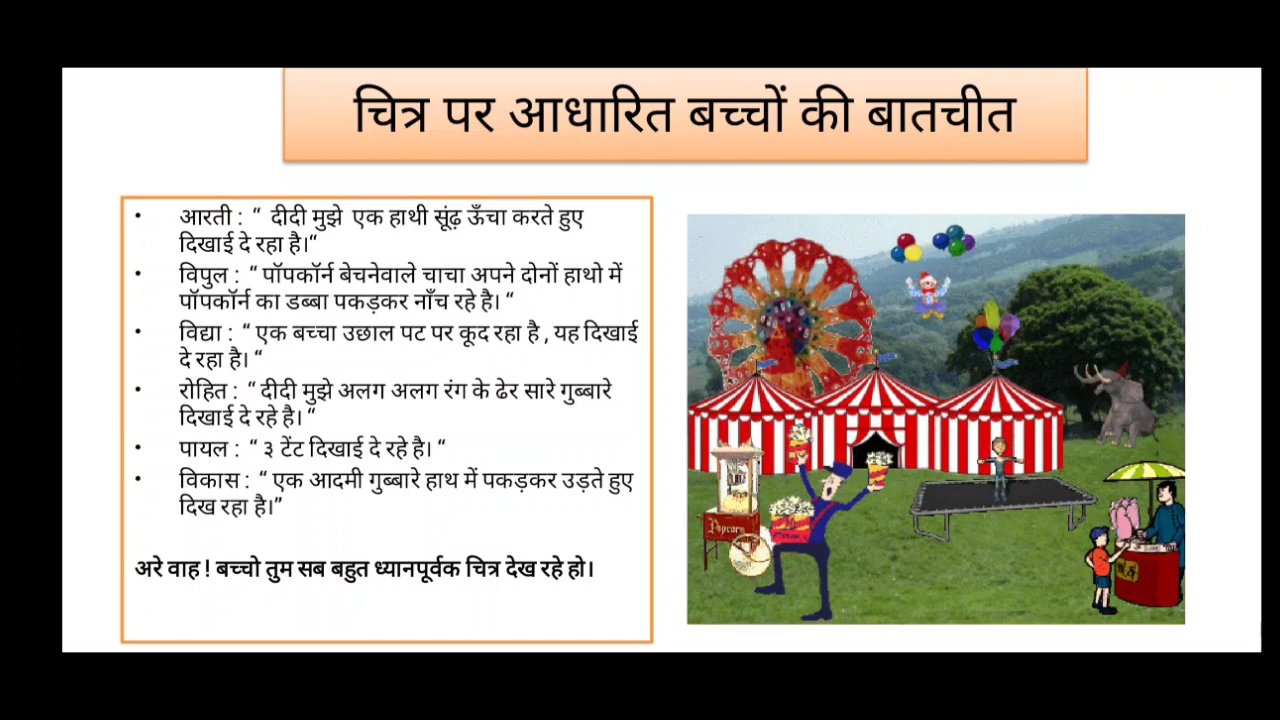 चित्र पर आधारित बच्चों की बातचीत
• आरती : “ दीदी मुझे एक हाथी सूंढ़ ऊँचा करते हुए
दिखाई दे रहा है।“
• विपुल : “ पॉपकॉर्न बेचनेवाले चाचा अपने दोनों हाथो में
पॉपकॉर्न का डब्बा पकड़कर नाँच रहे है। “
• विद्या : “ एक बच्चा उछाल पट पर कूद रहा है , यह दिखाई
दे रहा है। “
• रोहित : “ दीदी मुझे अलग अलग रंग के ढेर सारे गुब्बारे
दिखाई दे रहे है। “
• पायल : “ ३ टेंट दिखाई दे रहे है। “
• विकास : “ एक आदमी गुब्बारे हाथ में पकड़कर उड़ते हुए
दिख रहा है।”
अरे वाह ! बच्चो तुम सब बहुत ध्यानपूर्वक चित्र देख रहे हो।
Popcorn